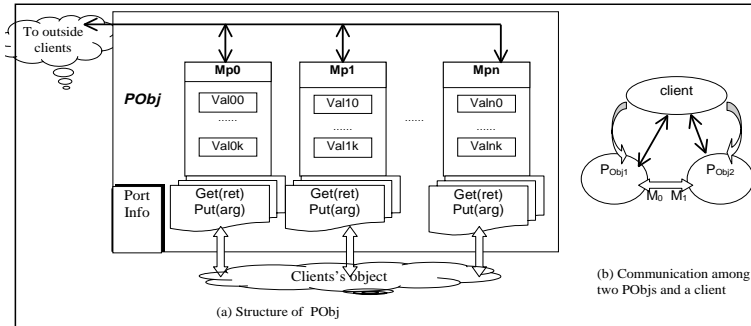 To outside
clients
PObj
Mp0
Val00
......
Val0k
Mp1
Val10
......
Val1k
......
Mpn
Valn0
......
Valnk
Port
Info
Get(ret)
Put(arg)
Get(ret)
Put(arg)
Get(ret)
Put(arg)
Clients's object
(a) Structure of PObj
client
PObj1
PObj2
M0 M1
(b) Communication among
two PObjs and a client